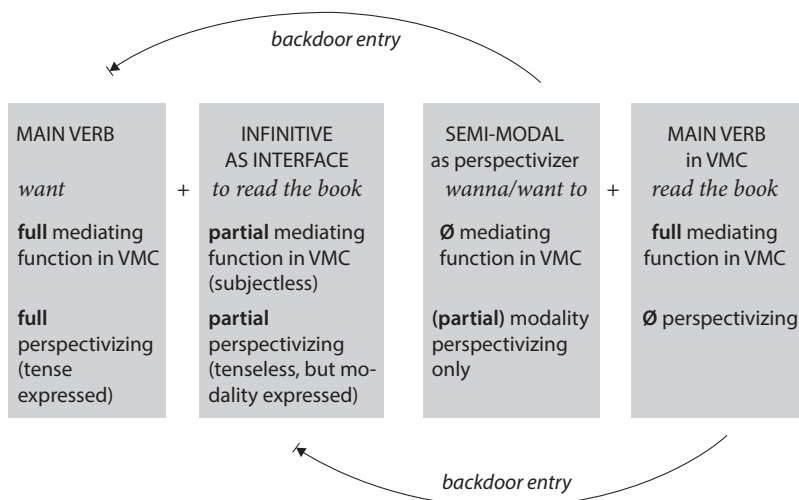 backdoor entry
MAIN VERB
want
full mediating
function in VMC
full
perspectivizing
(tense
expressed)
+
INFINITIVE
AS INTERFACE
to read the book
partial mediating
function in VMC
(subjectless)
partial
perspectivizing
(tenseless, but mo-
dality expressed)
SEMI-MODAL
as perspectivizer
wanna/want to
Ø mediating
function in VMC
(partial) modality
perspectivizing
only
+
MAIN VERB
in VMC
read the book
full mediating
function in VMC
Ø perspectivizing
backdoor entry